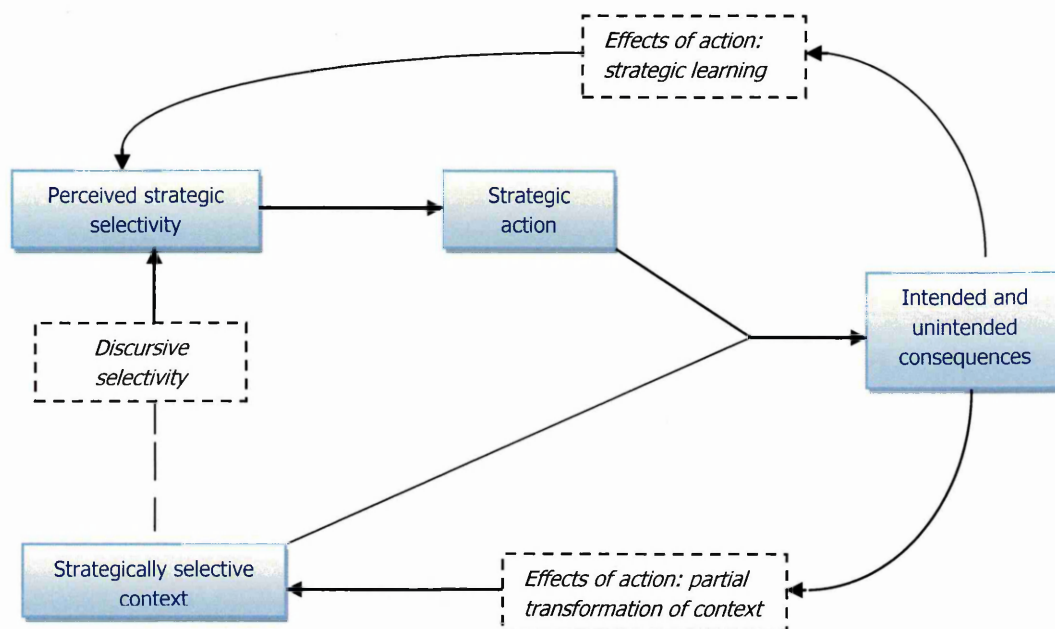 Effects of action:
strategic learning
Perceived strategic
selectivity
Strategic
action
Intended and
unintended
consequences
Discursive
selectivity
Strategically selective
context
Effects of action: partial
transformation of context